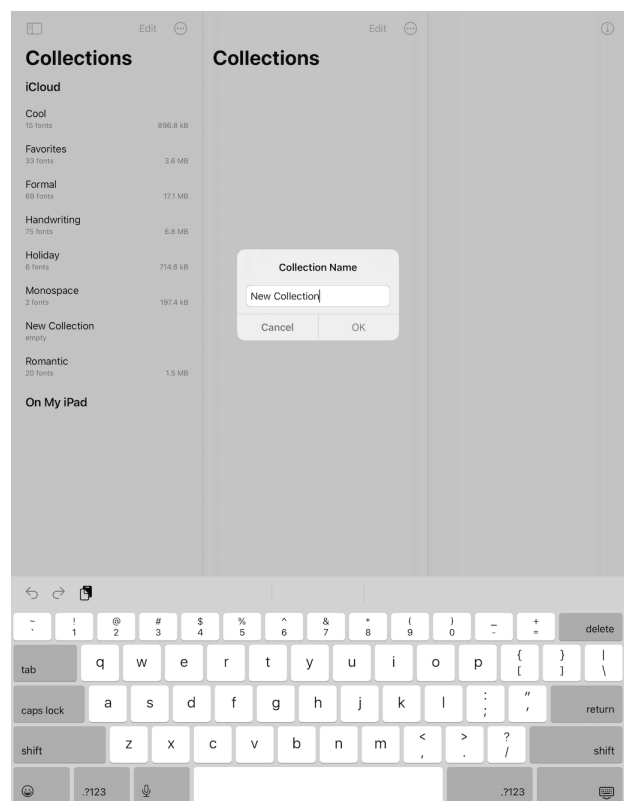 Edit
Edit
Collections
Collections
iCloud
Cool
15 fonts 896.8 kB
Favorites
33 fonts 3.6 MB
Formal
68 fonts 17.1 MB
Handwriting
75 fonts 6.8 MB
Holiday
6 fonts 714.6 kB
Monospace
2 fonts 197.4 kB
New Collection
empty
Romantic
20 fonts 1.5 MB
On My iPad
Collection Name
New Collection
Cancel OK
~ ! @ # $ % ^ & * ( ) _ +
` 1 2 3 4 5 6 7 8 9 0 - = delete
tab q w e r t y u i o p { } |
[ ] \
caps lock a s d f g h j k l : " return
; '
shift z x c v b n m < > ? shift
, . /
.?123 .?123